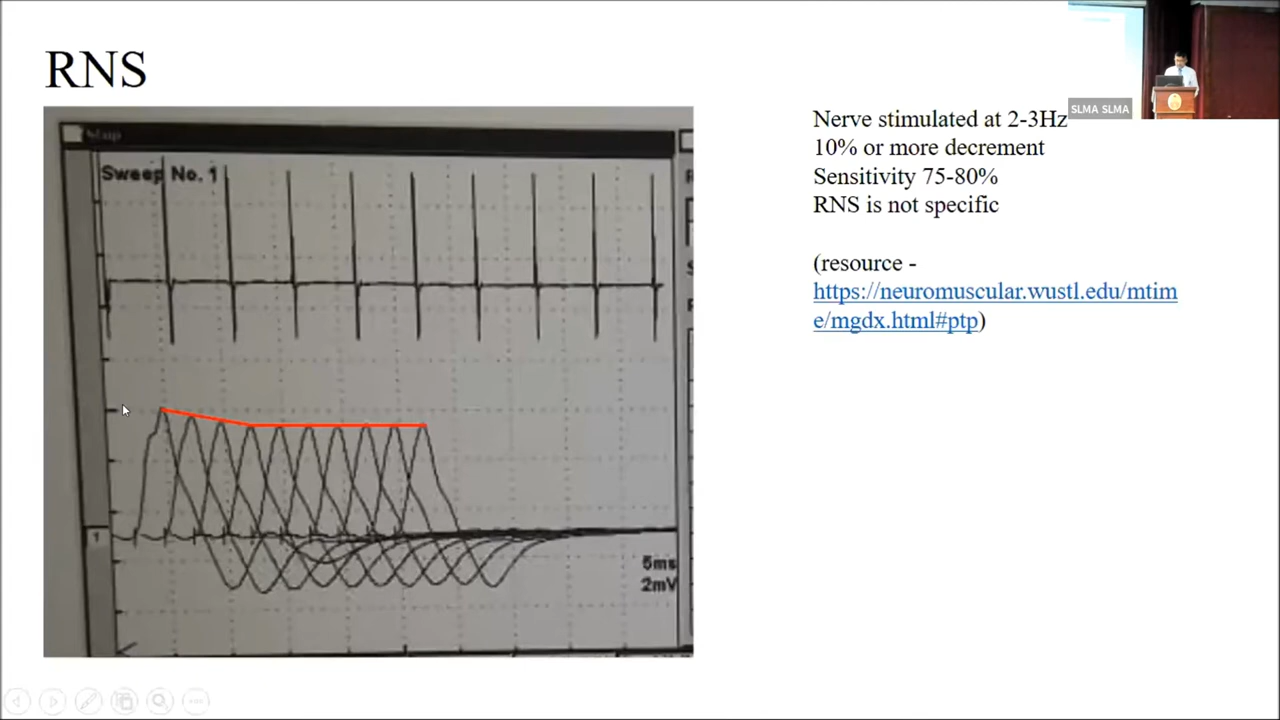 RNS
SLMA SLMA
Nerve stimulated at 2-3Hz
10% or more decrement
Sensitivity 75-80%
RNS is not specific
(resource -
https://neuromuscular.wustl.edu/mtim
e/mgdx.html#ptp)
Sweep No. 1
1
5ms
2mV